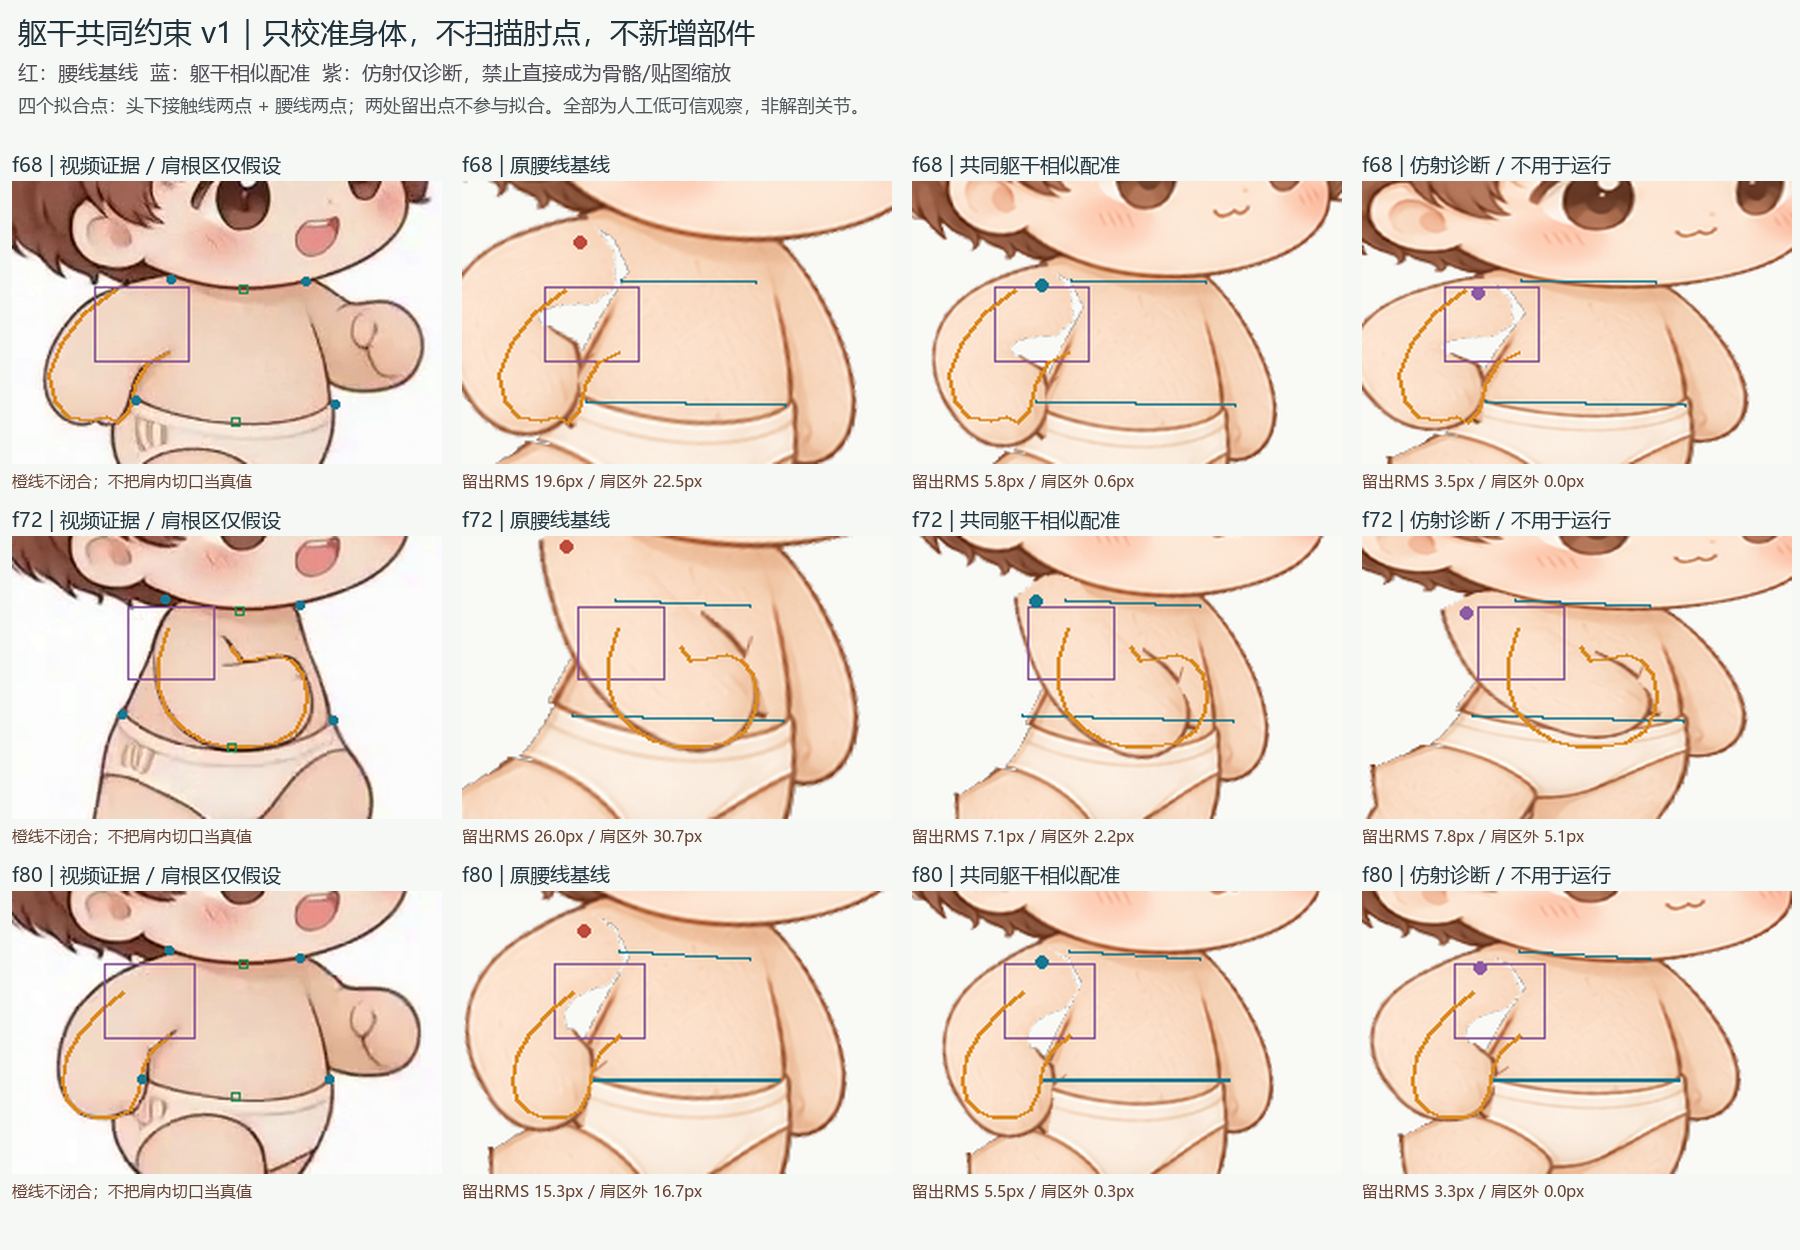 躯干共同约束 v1｜只校准身体，不扫描肘点，不新增部件
红：腰线基线  蓝：躯干相似配准  紫：仿射仅诊断，禁止直接成为骨骼/贴图缩放
四个拟合点：头下接触线两点 + 腰线两点；两处留出点不参与拟合。全部为人工低可信观察，非解剖关节。
f68 | 视频证据 / 肩根区仅假设
f68 | 原腰线基线
f68 | 共同躯干相似配准
f68 | 仿射诊断 / 不用于运行
橙线不闭合；不把肩内切口当真值
留出RMS 19.6px / 肩区外 22.5px
留出RMS 5.8px / 肩区外 0.6px
留出RMS 3.5px / 肩区外 0.0px
f72 | 视频证据 / 肩根区仅假设
f72 | 原腰线基线
f72 | 共同躯干相似配准
f72 | 仿射诊断 / 不用于运行
橙线不闭合；不把肩内切口当真值
留出RMS 26.0px / 肩区外 30.7px
留出RMS 7.1px / 肩区外 2.2px
留出RMS 7.8px / 肩区外 5.1px
f80 | 视频证据 / 肩根区仅假设
f80 | 原腰线基线
f80 | 共同躯干相似配准
f80 | 仿射诊断 / 不用于运行
橙线不闭合；不把肩内切口当真值
留出RMS 15.3px / 肩区外 16.7px
留出RMS 5.5px / 肩区外 0.3px
留出RMS 3.3px / 肩区外 0.0px